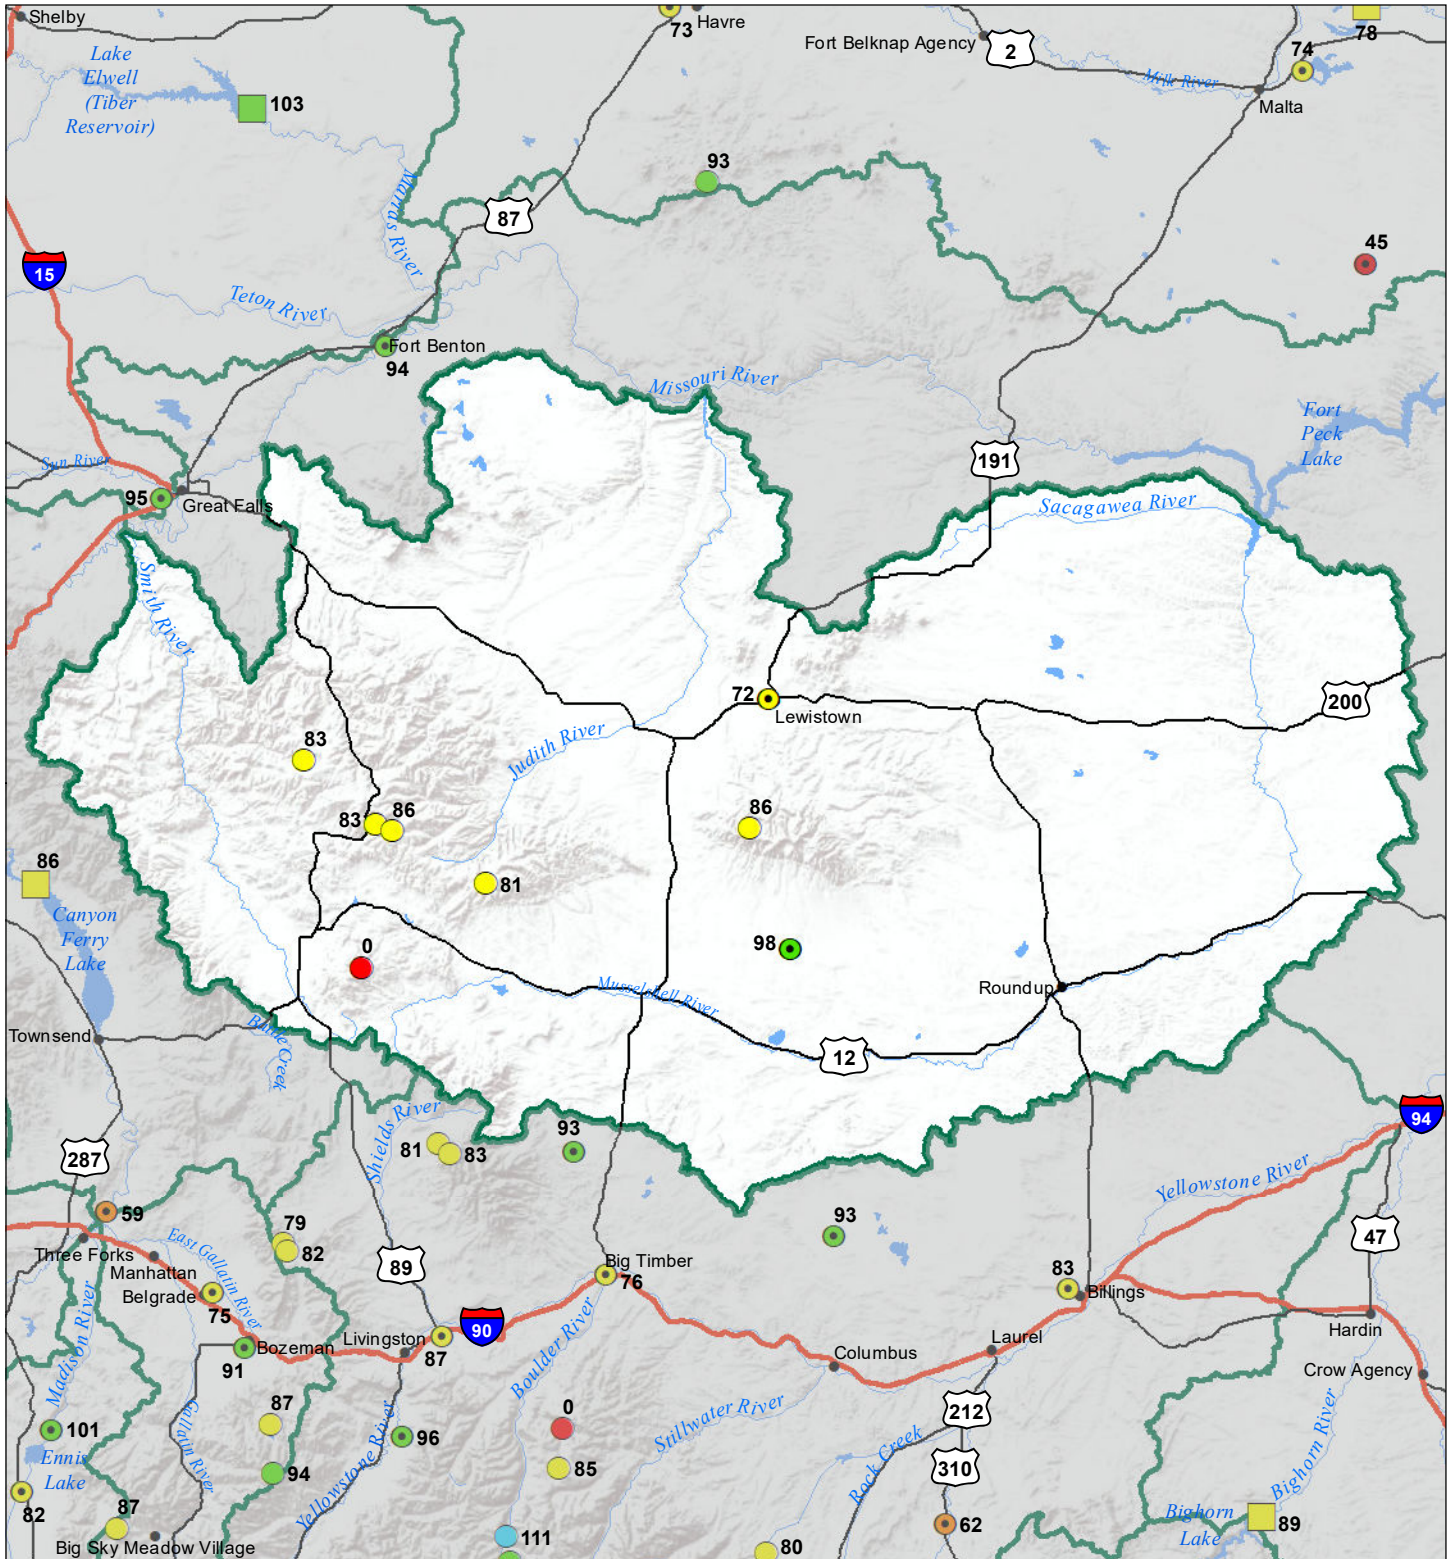 Shelby
73
Havre
Fort Belknap Agency
2
78
74
Malta
Milk River
Lake
Elwell
(Tiber
Reservoir)
103
93
Marias River
87
45
15
Teton River
Fort Benton
94
Missouri River
Fort
Peck
Lake
191
Sun River
95
Great Falls
Sacagawea River
Smith River
72
Lewistown
200
83
Judith River
83
86
86
81
86
Canyon
Ferry
Lake
0
98
Musselshell River
Roundup
Townsend
Battle Creek
12
287
Shields River
81
83
93
94
Yellowstone River
59
Three Forks
79
82
East Gallatin River
Manhattan
Belgrade
75
89
93
47
Big Timber
76
83
Billings
Hardin
Madison River
Livingston
87
90
Bozeman
91
Boulder River
Columbus
Laurel
Crow Agency
87
101
Ennis
Lake
Gallatin River
94
96
Yellowstone River
0
85
Stillwater River
212
Rock Creek
310
Bighorn River
82
87
Big Sky Meadow Village
111
80
62
Bighorn
Lake
89